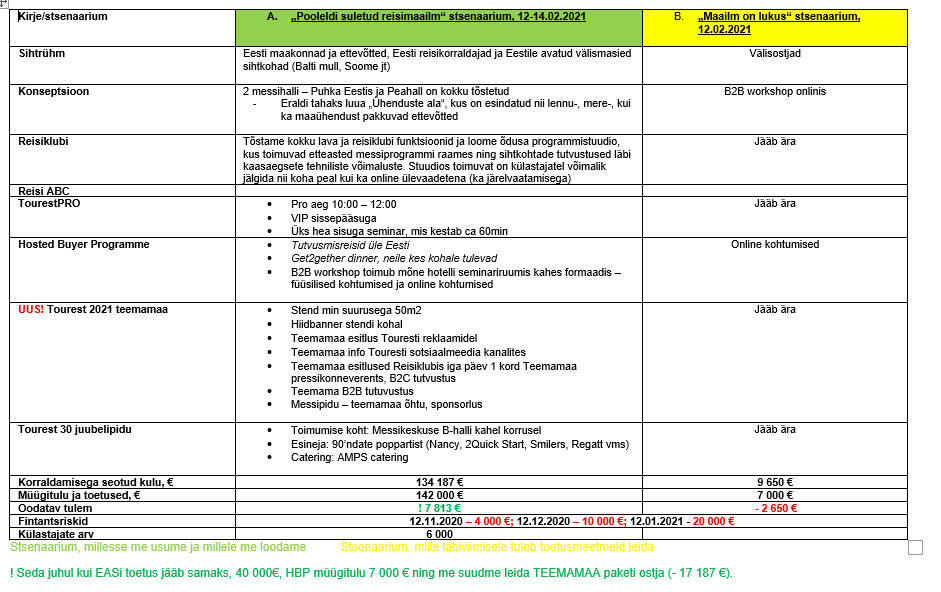 Kirje/stsenaarium
A. „Pooleldi suletud reisimaailm“ stsenaarium, 12-14.02.2021
B. „Maailm on lukus“ stsenaarium,
12.02.2021
Sihtrühm
Eesti maakonnad ja ettevõtted, Eesti reisikorraldajad ja Eestile avatud välismasied
sihtkohad (Balti mull, Soome jt)
Välisostjad
Konseptsioon
2 messihalli – Puhka Eestis ja Peahall on kokku tõstetud
- Eraldi tahaks luua „Ühenduste ala“, kus on esindatud nii lennu-, mere-, kui
ka maaühendust pakkuvad ettevõtted
B2B workshop onlinis
Reisiklubi
Tõstame kokku lava ja reisiklubi funktsioonid ja loome õdusa programmistuudio,
kus toimuvad etteasted messiprogrammi raames ning sihtkohtade tutvustused läbi
kaasaegsete tehniliste võimaluste. Stuudios toimuvat on külastajatel võimalik
jälgida nii koha peal kui ka online ülevaadetena (ka järelvaatamisega)
Jääb ära
Reisi ABC
TourestPRO
• Pro aeg 10:00 – 12:00
• VIP sissepääsuga
• Üks hea sisuga seminar, mis kestab ca 60min
Jääb ära
Hosted Buyer Programme
• Tutvusmisreisid üle Eesti
• Get2gether dinner, neile kes kohale tulevad
• B2B workshop toimub mõne hotelli seminariruumis kahes formaadis –
füüsilised kohtumised ja online kohtumised
Online kohtumised
UUS! Tourest 2021 teemamaa
• Stend min suurusega 50m2
• Hiidbanner stendi kohal
• Teemamaa esitlus Touresti reklaamidel
• Teemamaa info Touresti sotsiaalmeedia kanalites
• Teemamaa esitlused Reisiklubis iga päev 1 kord Teemamaa
pressikonneverents, B2C tutvustus
• Teemama B2B tutuvustus
• Messipidu – teemamaa õhtu, sponsorlus
Jääb ära
Tourest 30 juubelipidu
• Toimumise koht: Messikeskuse B-halli kahel korrusel
• Esineja: 90’ndate poppartist (Nancy, 2Quick Start, Smilers, Regatt vms)
• Catering: AMPS catering
Jääb ära
Korraldamisega seotud kulu, €
134 187 €
9 650 €
Müügitulu ja toetused, €
142 000 €
7 000 €
Oodatav tulem
! 7 813 €
- 2 650 €
Fintantsriskid
12.11.2020 – 4 000 €; 12.12.2020 – 10 000 €; 12.01.2021 - 20 000 €
Külastajate arv
6 000
Stsenaarium, millesse me usume ja millele me loodame
Stsenaarium, mille läbiviimisele tuleb toetusmeetmeid leida
! Seda juhul kui EASi toetus jääb samaks, 40 000€, HBP müügitulu 7 000 € ning me suudme leida TEEMAMAA paketi ostja (- 17 187 €).